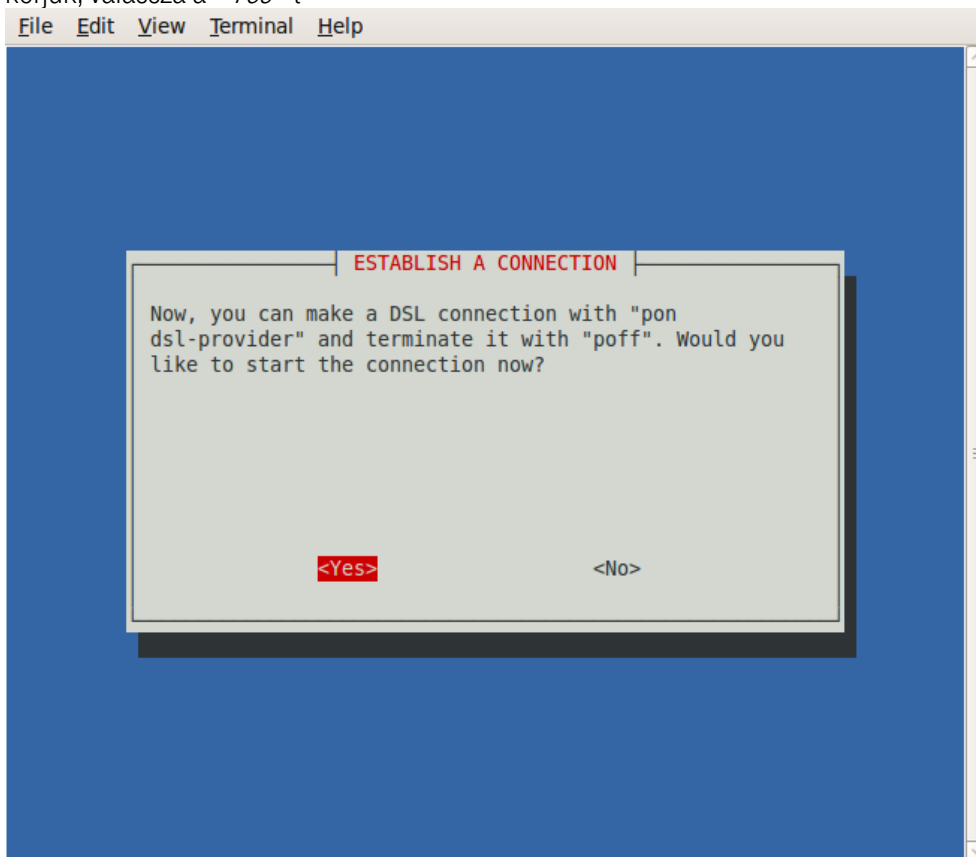 File Edit View Terminal Help
ESTABLISH A CONNECTION
Now, you can make a DSL connection with "pon
dsl-provider" and terminate it with "poff". Would you
like to start the connection now?
<Yes> <No>